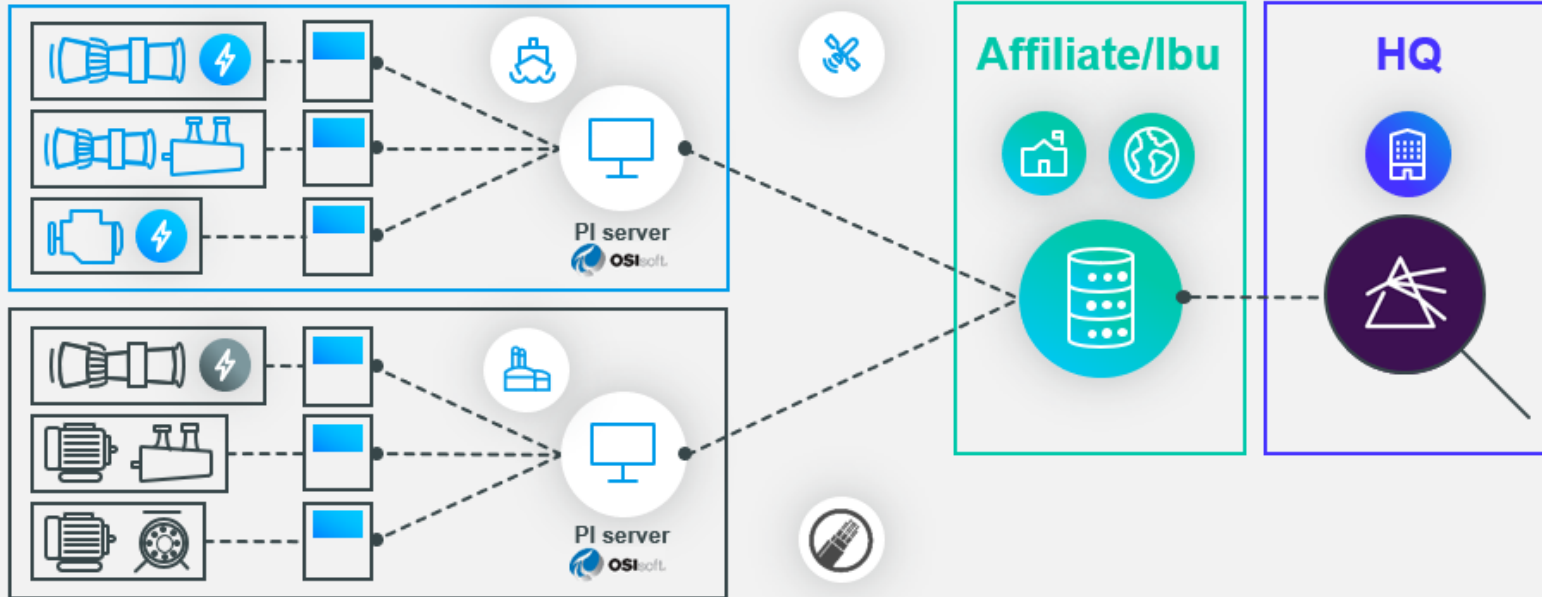 Affiliate/Ibu
HQ
PI server
OSIsoft.
PI server
OSIsoft.